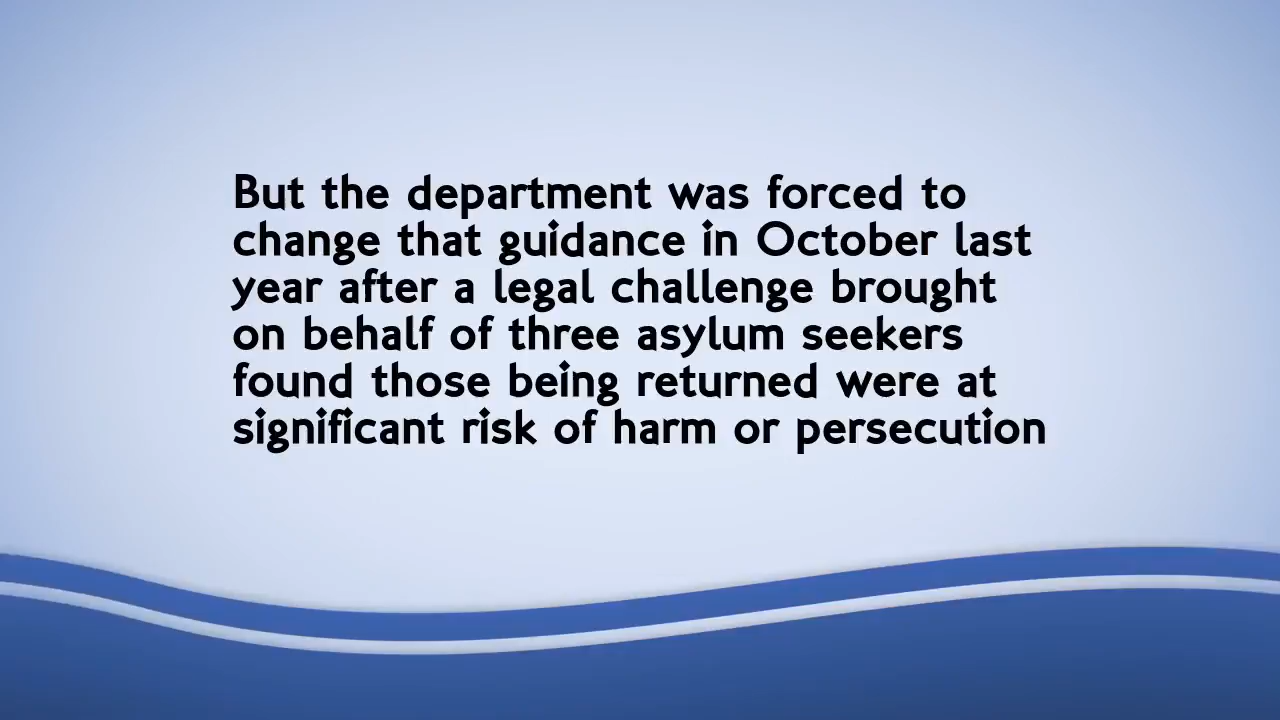 But the department was forced to
change that guidance in October last
year after a legal challenge brought
on behalf of three asylum seekers
found those being returned were at
significant risk of harm or persecution